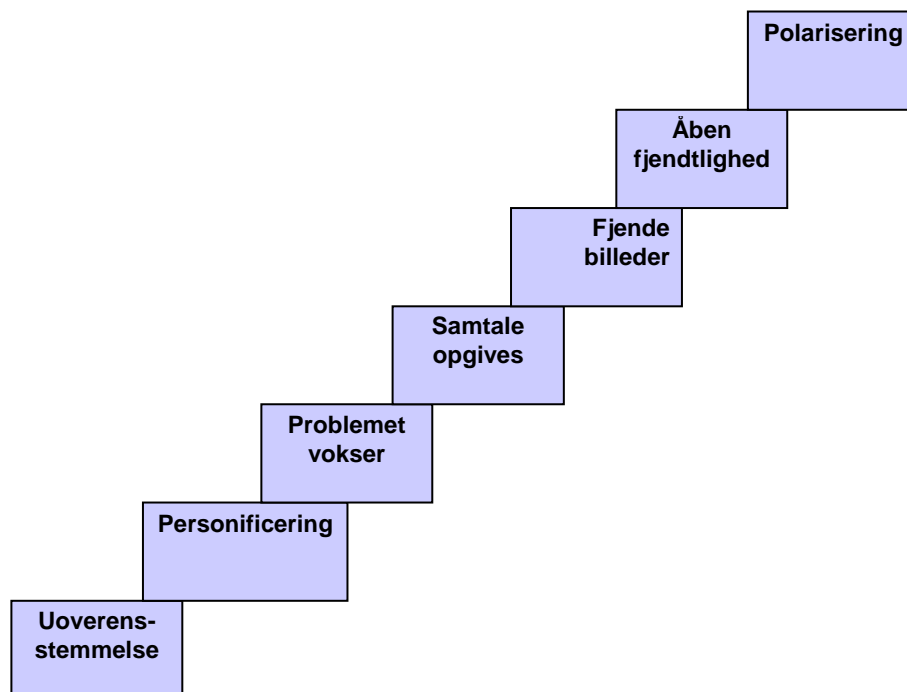 Polarisering
Åben
fjendtlighed
Fjende
billeder
Samtale
opgives
Problemet
vokser
Personificering
Uoverens-
stemmelse